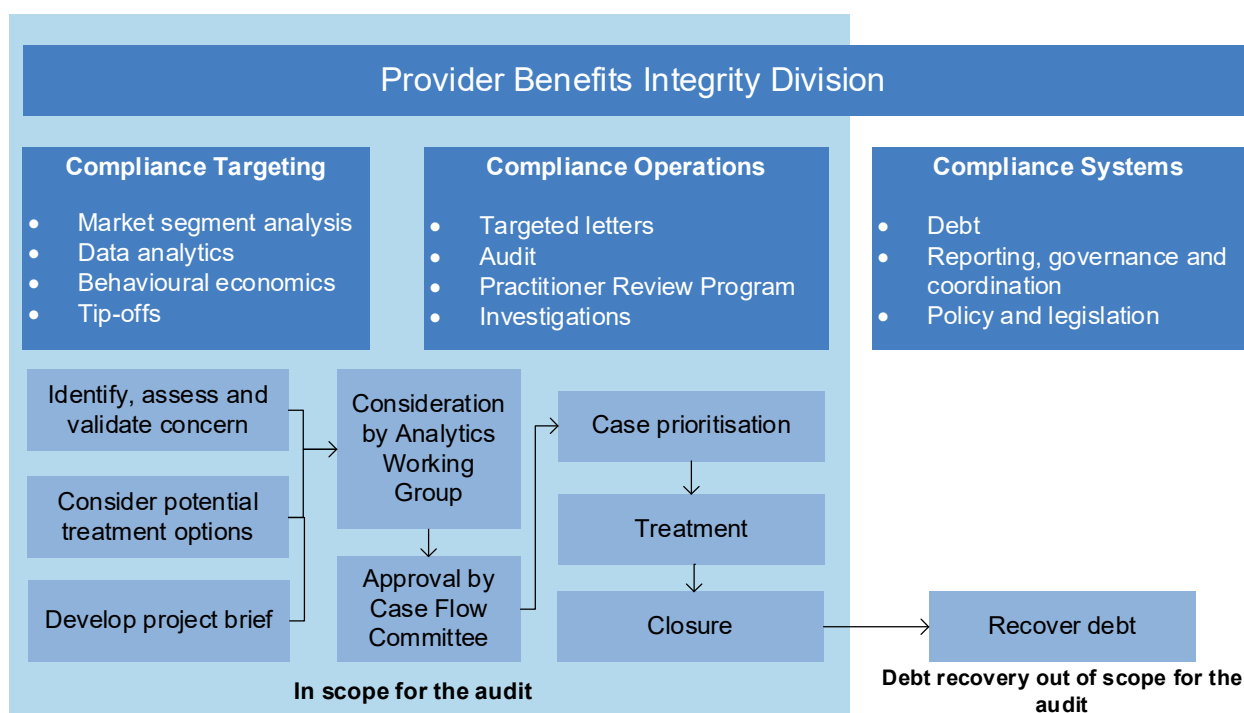 Provider Benefits Integrity Division
Compliance Targeting
• Market segment analysis
• Data analytics
• Behavioural economics
• Tip-offs
Compliance Operations
• Targeted letters
• Audit
• Practitioner Review Program
• Investigations
Compliance Systems
• Debt
• Reporting, governance and
coordination
• Policy and legislation
Identify, assess and
validate concern
Consider potential
treatment options
Develop project brief
Consideration
by Analytics
Working
Group
Approval by
Case Flow
Committee
Case prioritisation
Treatment
Closure
Recover debt
In scope for the audit
Debt recovery out of scope for the
audit